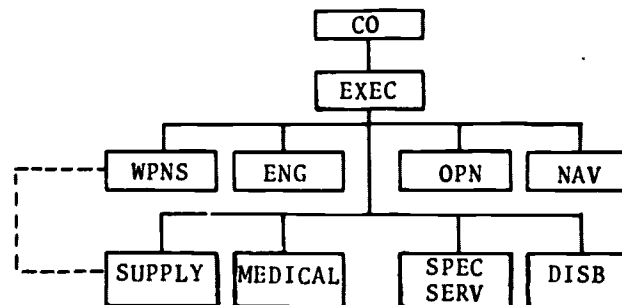 CO
EXEC
WPNS ENG OPN NAV
SUPPLY MEDICAL SPEC SERV DISB